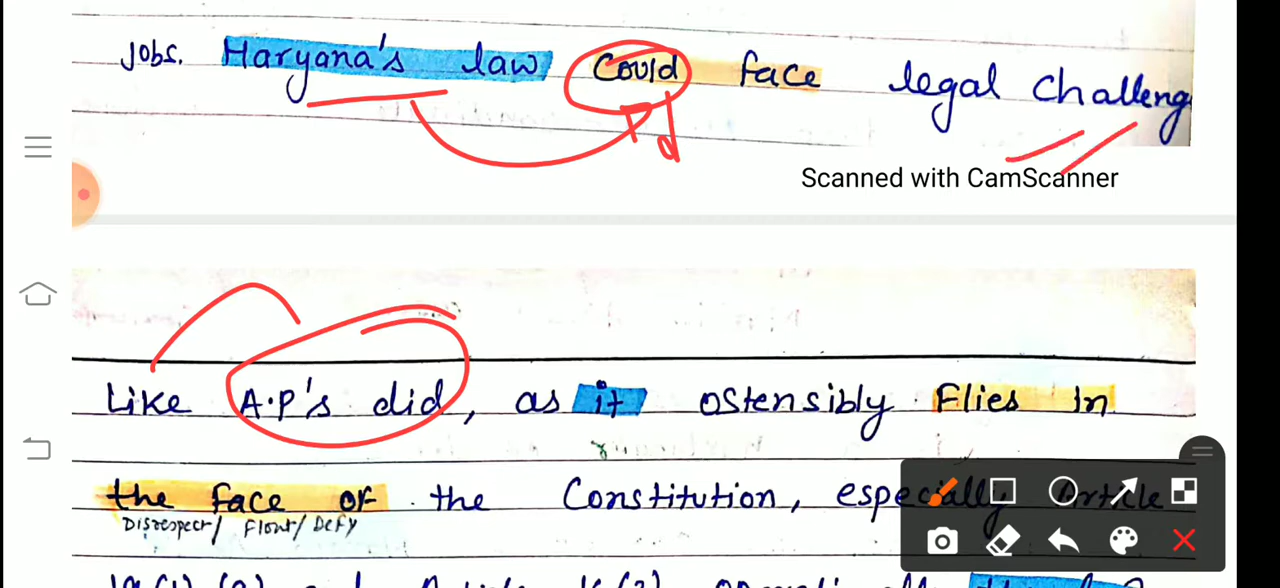 Jobs. Haryana's law Could face legal Challeng
d
Scanned with CamScanner
Like A.P's did, as it ostensibly Flies in
the face of the Constitution, especially Article
Disrespect/ Flout/ Defy